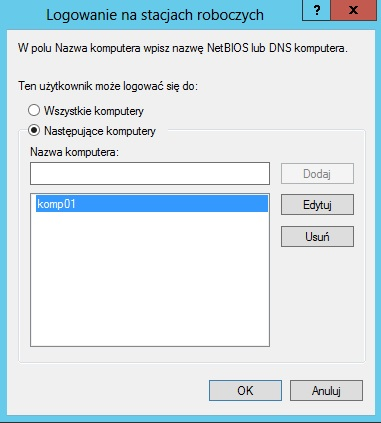 Logowanie na stacjach roboczych
? x
W polu Nazwa komputera wpisz nazwę NetBIOS lub DNS komputera.
Ten użytkownik może logować się do:
Wszystkie komputery
Następujące komputery
Nazwa komputera:
Dodaj
komp01
Edytuj
Usuń
OK Anuluj